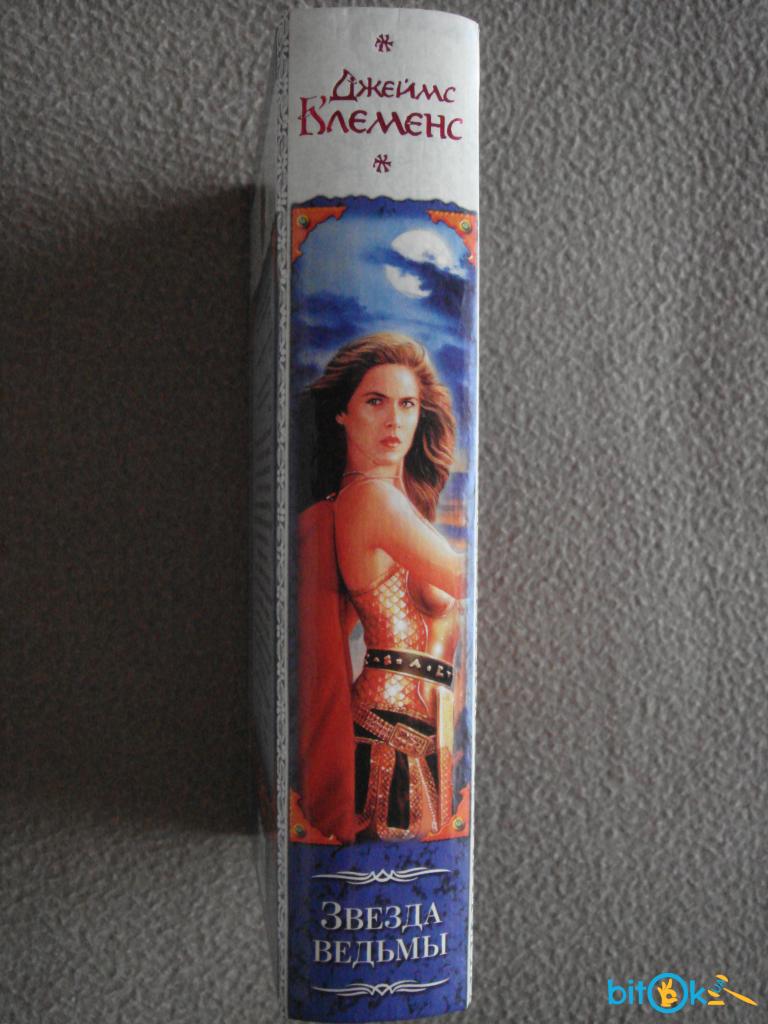 Джеймс
Клеменс
Звезда
ведьмы
bitok